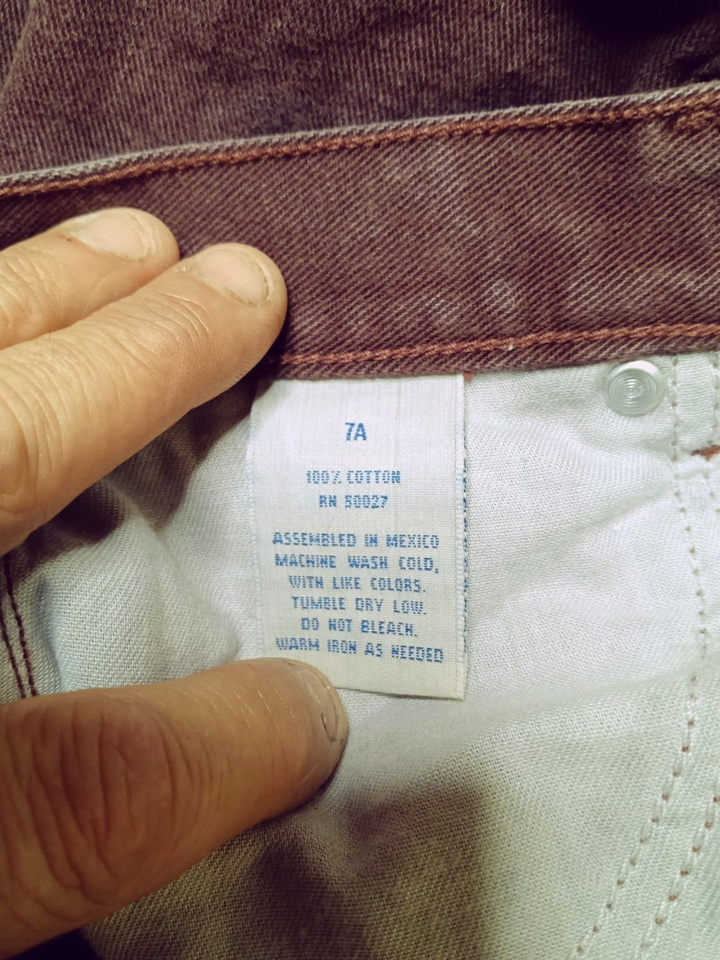 7A
100% COTTON
RN 50027
ASSEMBLED IN MEXICO
MACHINE WASH COLD,
WITH LIKE COLORS.
TUMBLE DRY LOW.
DO NOT BLEACH.
WARM IRON AS NEEDED